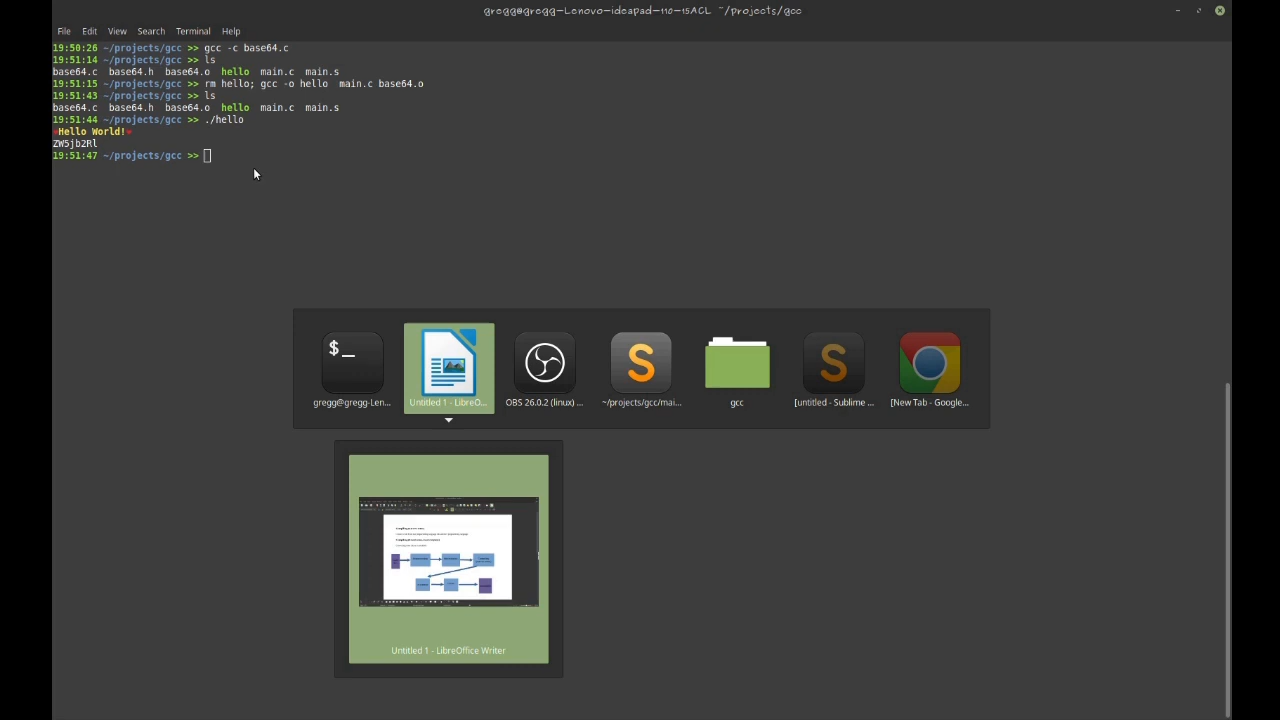 gregg@gregg-Lenovo-ideapad-110-15ACL ~/projects/gcc
File Edit View Search Terminal Help
19:50:26 ~/projects/gcc >> gcc -c base64.c
19:51:14 ~/projects/gcc >> ls
base64.c base64.h base64.o hello main.c main.s
19:51:15 ~/projects/gcc >> rm hello; gcc -o hello main.c base64.o
19:51:43 ~/projects/gcc >> ls
base64.c base64.h base64.o hello main.c main.s
19:51:44 ~/projects/gcc >> ./hello
Hello World!
ZW5jb2Rl
19:51:47 ~/projects/gcc >>
$_
gregg@gregg-Len... Untitled 1 - LibreO... OBS 26.0.2 (linux) ... ~/projects/gcc/mai... gcc [untitled - Sublime ... [New Tab - Google...
Untitled 1 - LibreOffice Writer